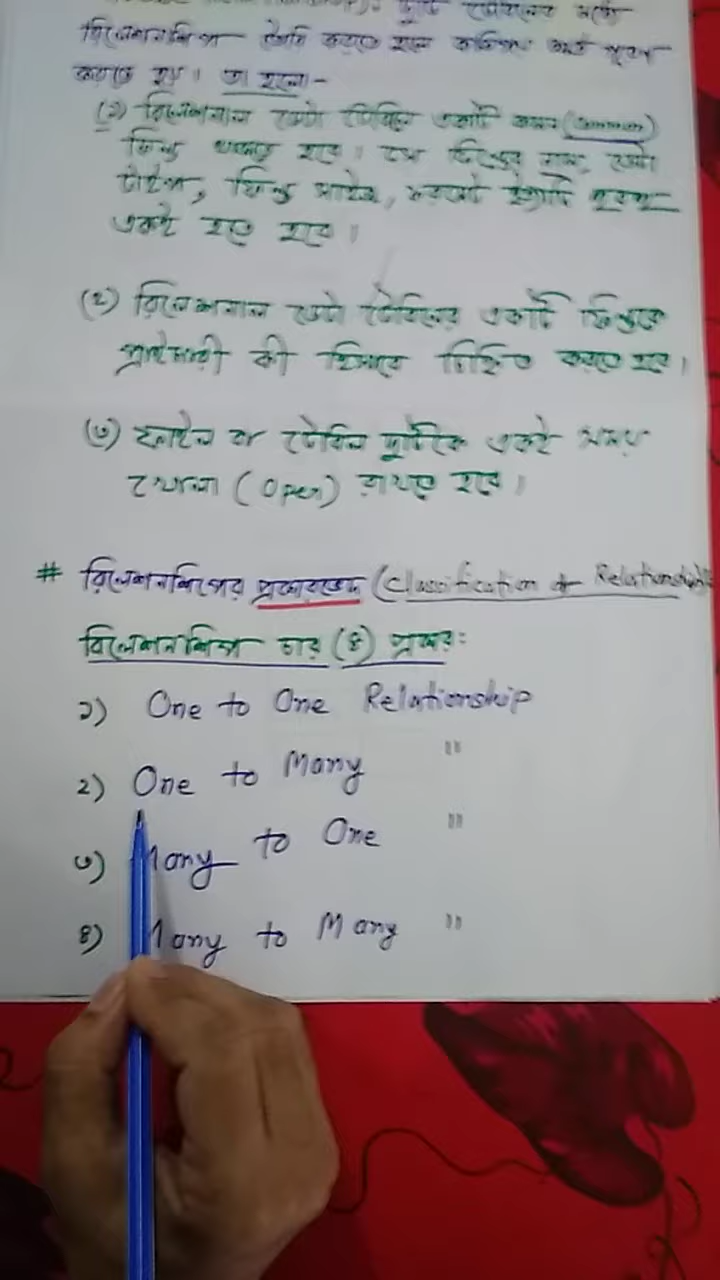 রিলেশনশিপ তৈরি করতে হলে কতিপয় শর্ত পূরণ
করতে হয়। তা হলো-
(১) রিলেশনাল ডেটা টেবিলে একটি কমন (Common)
ফিল্ড থাকতে হবে। ফিল্ডের নাম, ডেটা
টাইপ, ফিল্ড সাইজ, ফরমেট ইত্যাদি
একই হতে হবে।
(২) রিলেশনাল ডেটা টেবিলের একটি ফিল্ডকে
প্রাইমারী কী হিসাবে চিহ্নিত করতে হবে।
(৩) ফাইল বা টেবিল দুটিকে একই সময়
খোলা (Open) রাখতে হবে।
# রিলেশনশিপের প্রকারভেদ (Classification of Relationship)
রিলেশনশিপ চার (৪) প্রকার:
১) One to One Relationship
২) One to Many "
৩) Many to One "
৪) Many to Many "